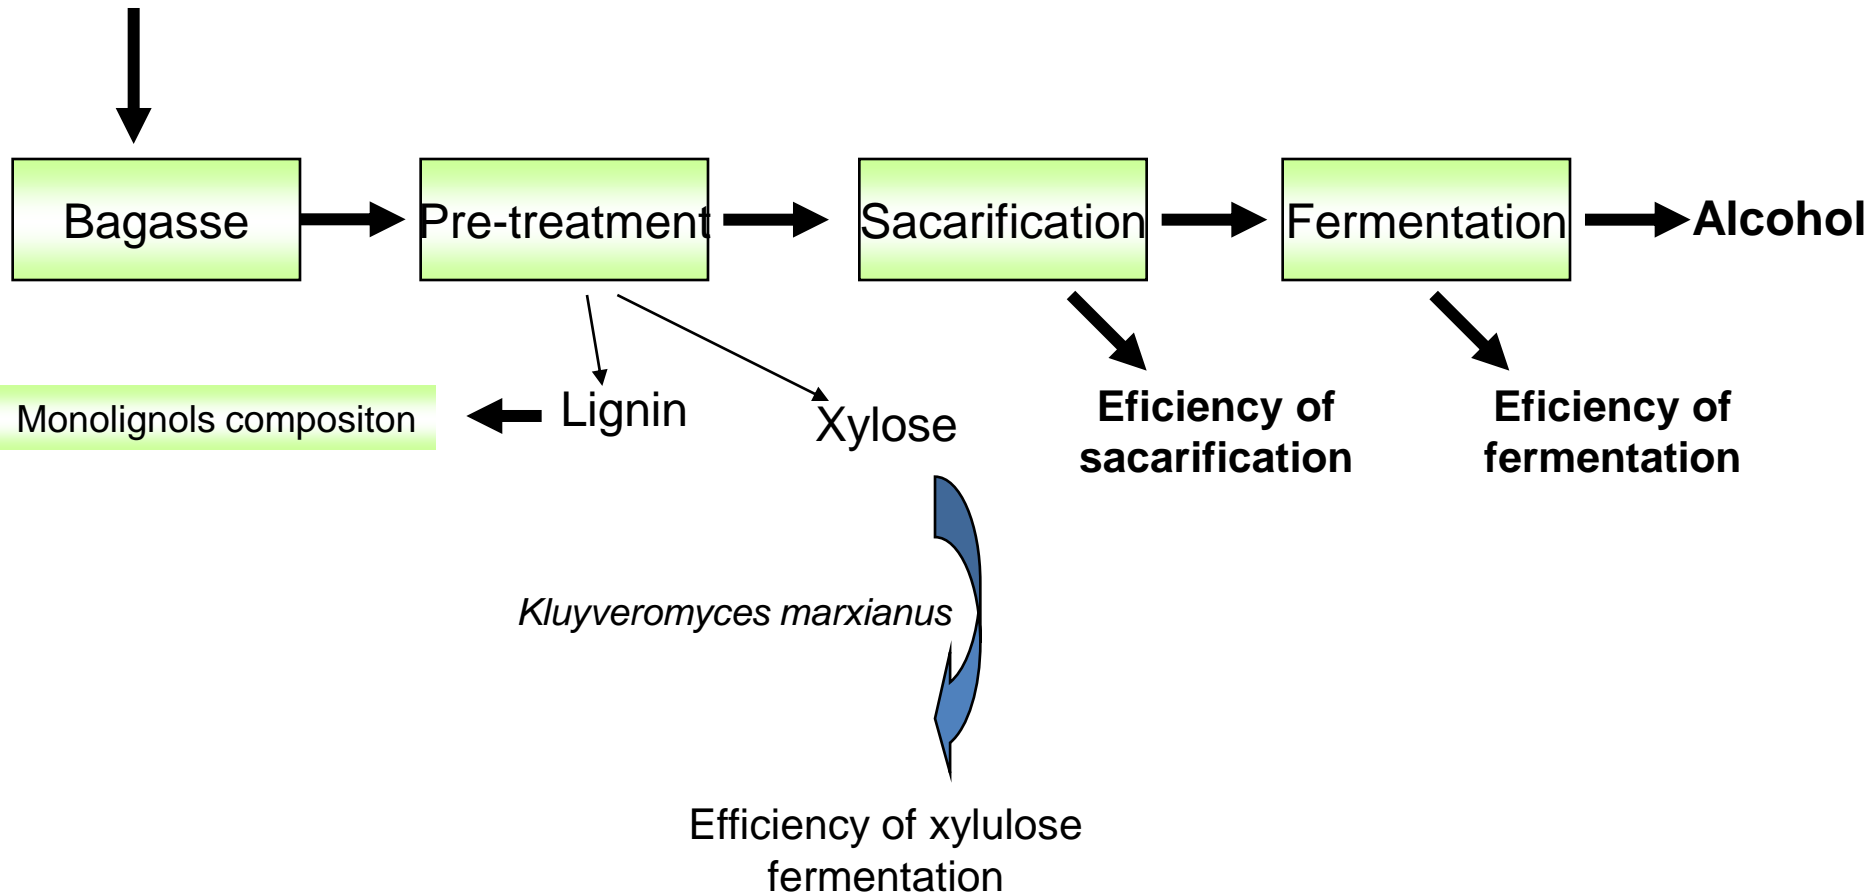 Bagasse
Pre-treatment
Sacarification
Fermentation
Alcohol
Monolignols compositon
Lignin
Xylose
Eficiency of
sacarification
Eficiency of
fermentation
Kluyveromyces marxianus
Efficiency of xylulose
fermentation